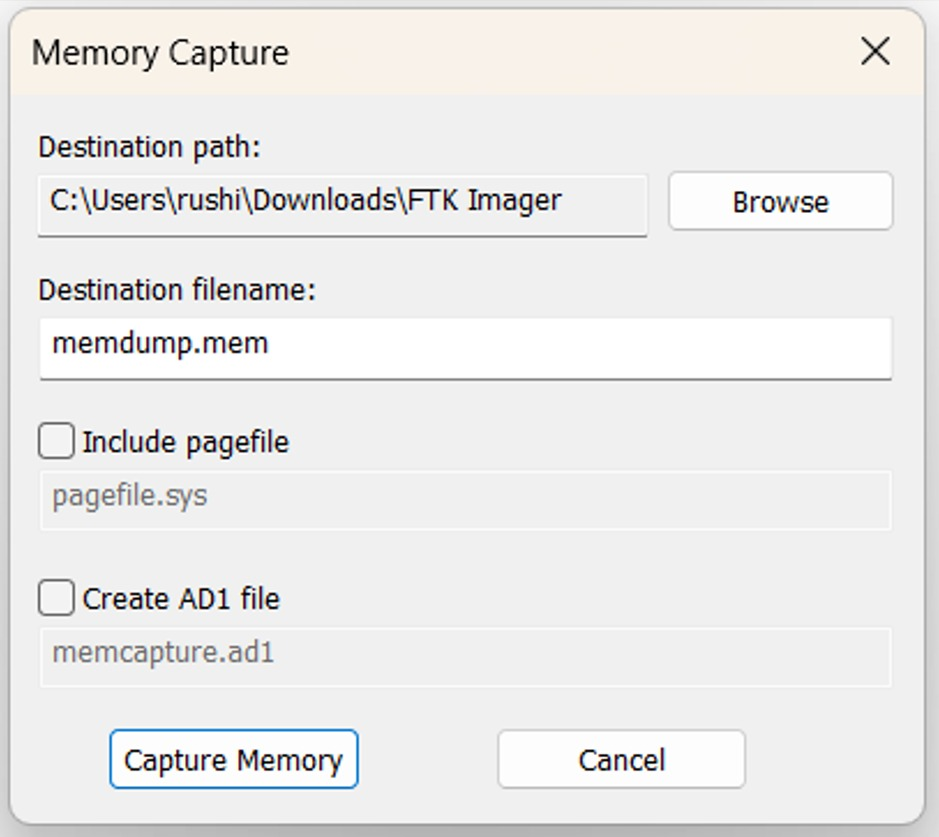 Memory Capture
Destination path:
C:\Users\rushi\Downloads\FTK Imager
Browse
Destination filename:
memdump.mem
Include pagefile
pagefile.sys
Create AD1 file
memcapture.ad1
Capture Memory
Cancel